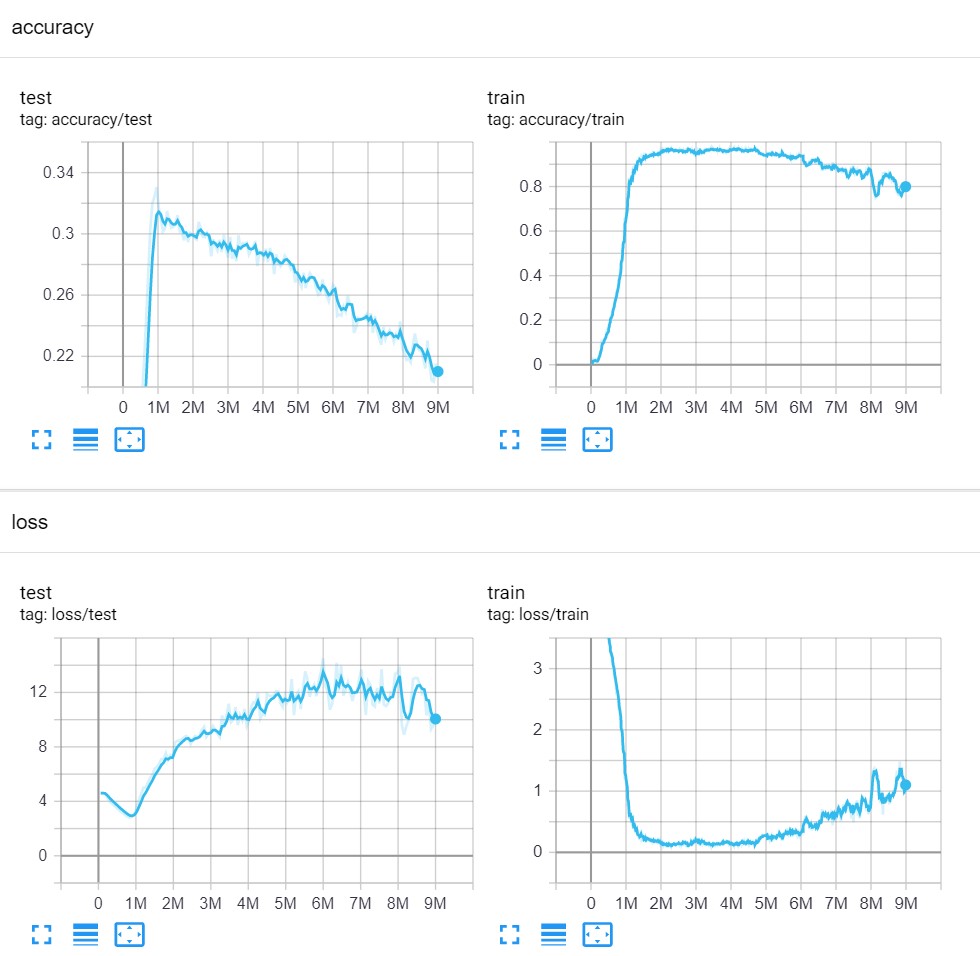 accuracy
test
tag: accuracy/test
0.34
0.3
0.26
0.22
0 1M 2M 3M 4M 5M 6M 7M 8M 9M
train
tag: accuracy/train
0.8
0.6
0.4
0.2
0
0 1M 2M 3M 4M 5M 6M 7M 8M 9M
loss
test
tag: loss/test
12
8
4
0
0 1M 2M 3M 4M 5M 6M 7M 8M 9M
train
tag: loss/train
3
2
1
0
0 1M 2M 3M 4M 5M 6M 7M 8M 9M